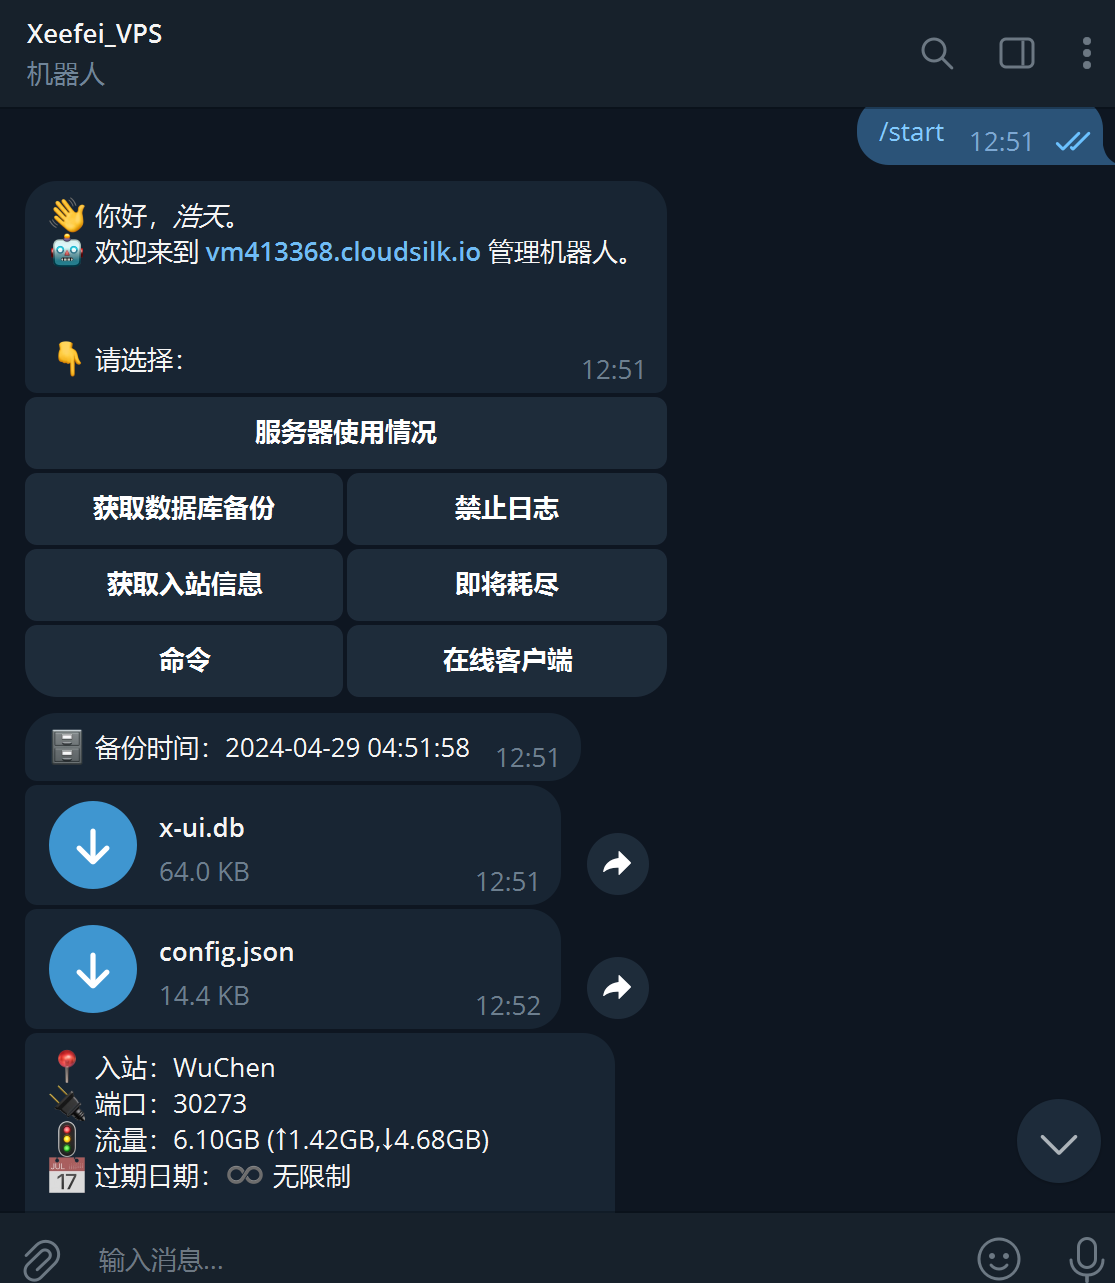 Xeefei_VPS
机器人
/start 12:51
👋 你好，浩天。
🤖 欢迎来到 vm413368.cloudsilk.io 管理机器人。
👇 请选择：
12:51
服务器使用情况
获取数据库备份 禁止日志
获取入站信息 即将耗尽
命令 在线客户端
🗄 备份时间：2024-04-29 04:51:58 12:51
x-ui.db
64.0 KB 12:51
config.json
14.4 KB 12:52
📍 入站：WuChen
🔌 端口：30273
🚦 流量：6.10GB (↑1.42GB,↓4.68GB)
📅 过期日期：♾ 无限制
输入消息...